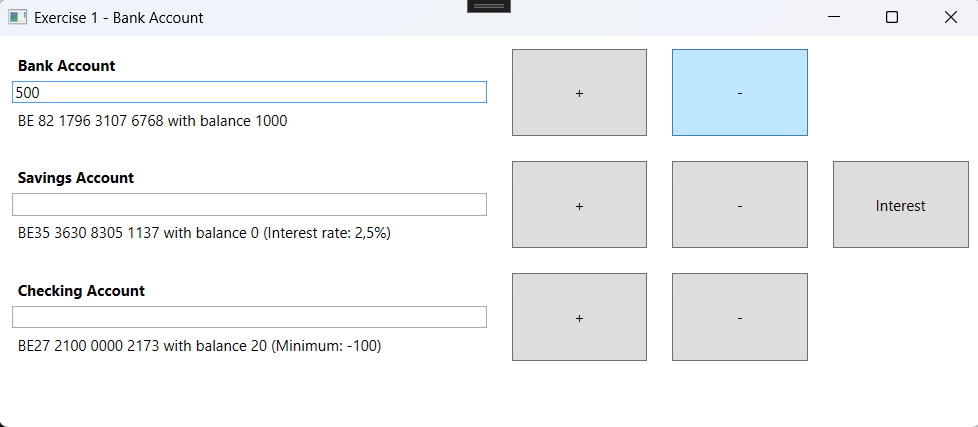 Exercise 1 - Bank Account
Bank Account
500
+
-
BE 82 1796 3107 6768 with balance 1000
Savings Account
+
-
Interest
BE35 3630 8305 1137 with balance 0 (Interest rate: 2,5%)
Checking Account
+
-
BE27 2100 0000 2173 with balance 20 (Minimum: -100)